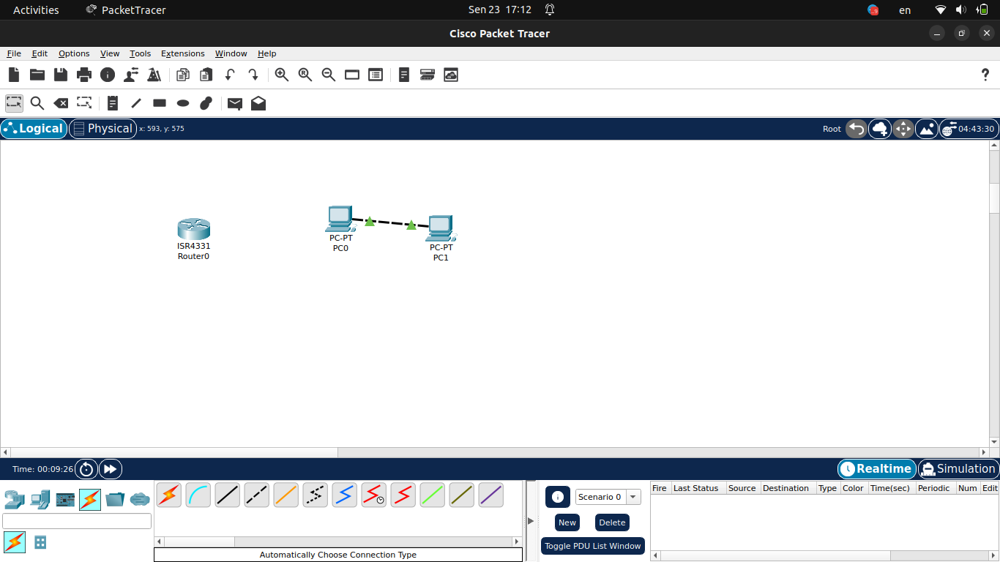 Activities PacketTracer Sen 23 17:12 en
Cisco Packet Tracer
File Edit Options View Tools Extensions Window Help
Logical Physical x: 593, y: 575 Root 04:43:30
ISR4331
Router0
PC-PT
PC0
PC-PT
PC1
Time: 00:09:26 Realtime Simulation
Fire Last Status Source Destination Type Color Time(sec) Periodic Num Edit
Scenario 0
New Delete
Toggle PDU List Window
Automatically Choose Connection Type